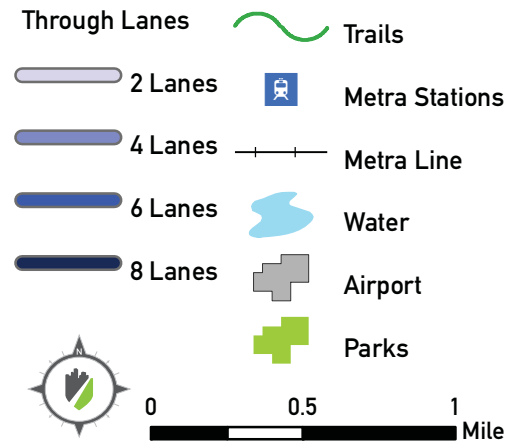 Through Lanes
2 Lanes
4 Lanes
6 Lanes
8 Lanes
Trails
Metra Stations
Metra Line
Water
Airport
Parks
N
0 0.5 1
Mile